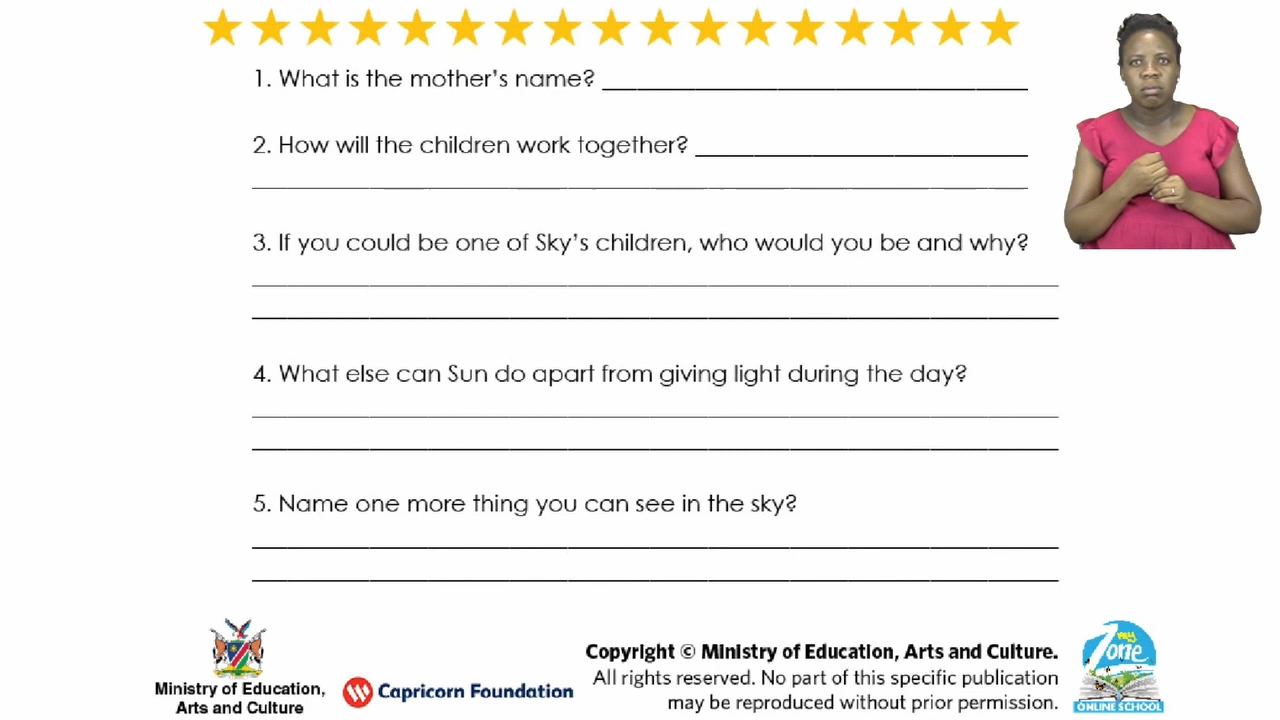 1. What is the mother's name?
2. How will the children work together?
3. If you could be one of Sky's children, who would you be and why?
4. What else can Sun do apart from giving light during the day?
5. Name one more thing you can see in the sky?
Ministry of Education,
Arts and Culture
Capricorn Foundation
Copyright © Ministry of Education, Arts and Culture.
All rights reserved. No part of this specific publication
may be reproduced without prior permission.
my
Zone
ONLINE SCHOOL